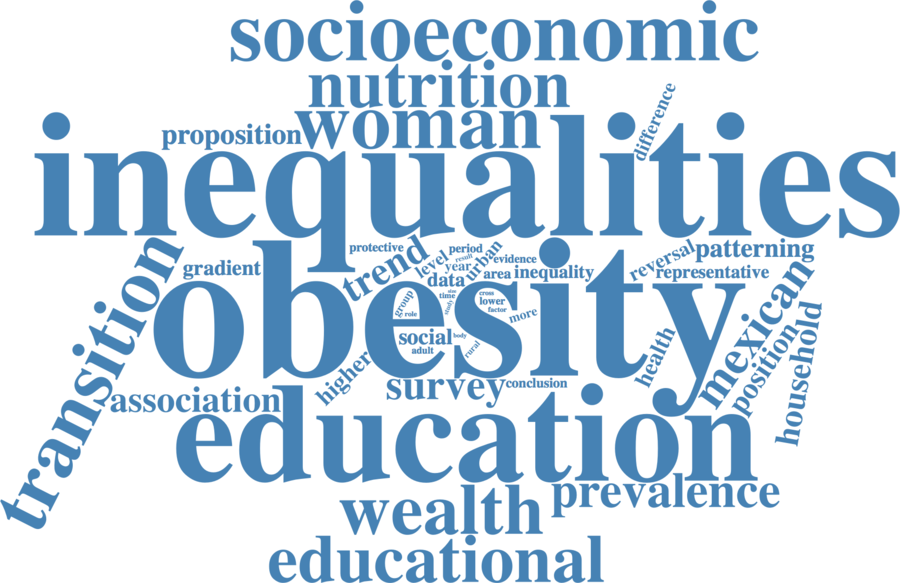 socioeconomic
nutrition
difference
proposition
woman
inequalities
protective
trend
level
period
result
year
urban
evidence
reversal
patterning
gradient
data
area
inequality
representative
transition
obesity
group
role
size
time
study
cross
lower
factor
more
social
body
adult
rural
health
mexican
position
household
higher
survey
conclusion
association
education
wealth
prevalence
educational